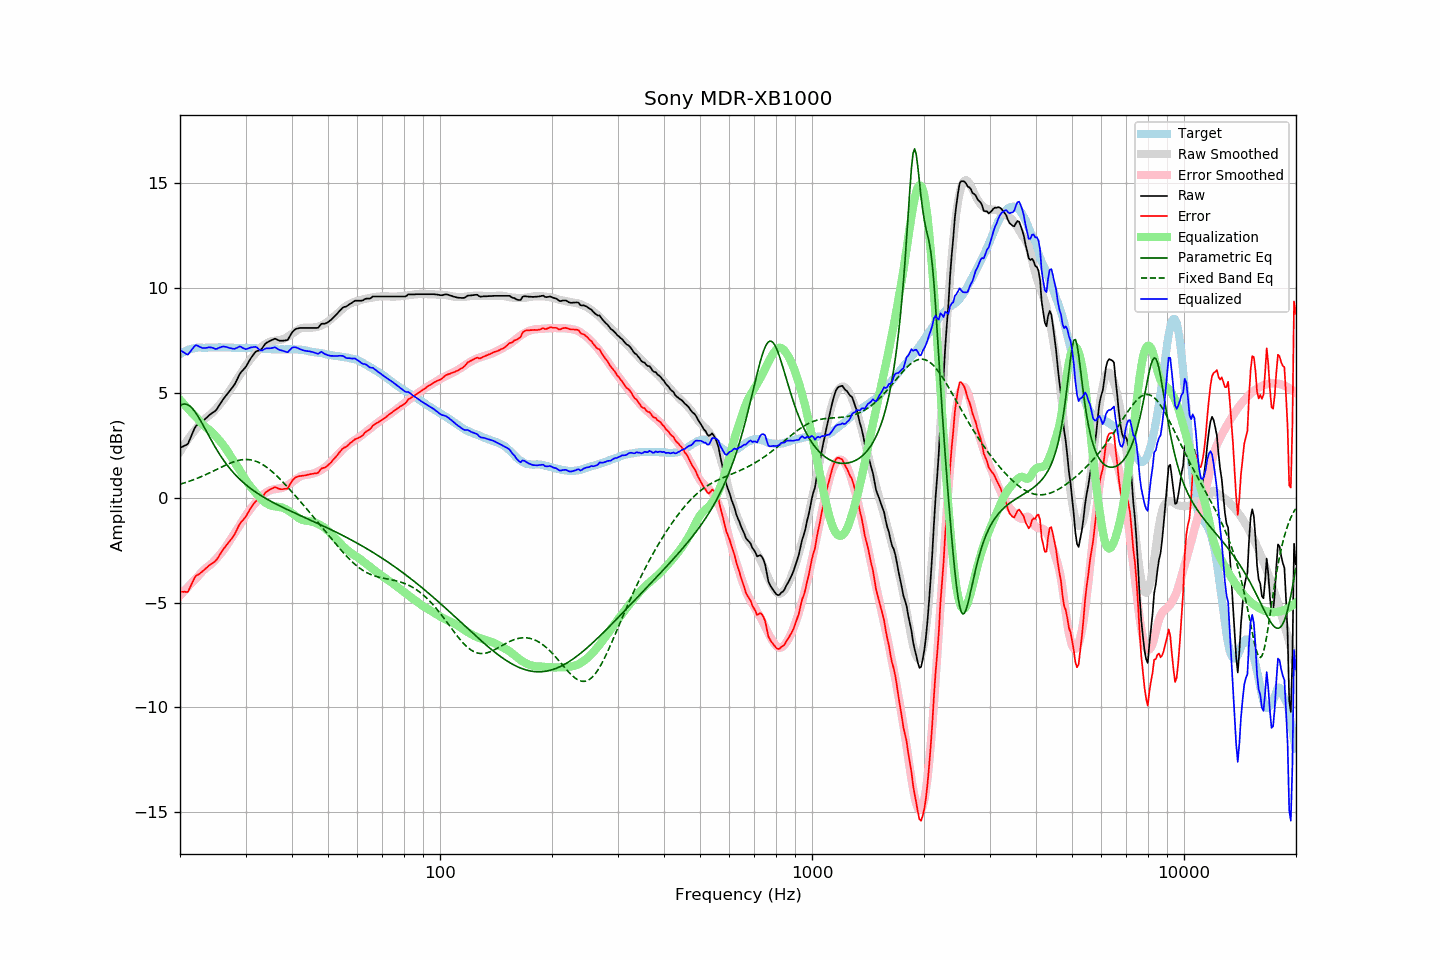 Sony MDR-XB1000
Target
Raw Smoothed
Error Smoothed
Raw
Error
Equalization
Parametric Eq
Fixed Band Eq
Equalized
15
10
5
0
−5
−10
−15
Amplitude (dBr)
100
1000
10000
Frequency (Hz)